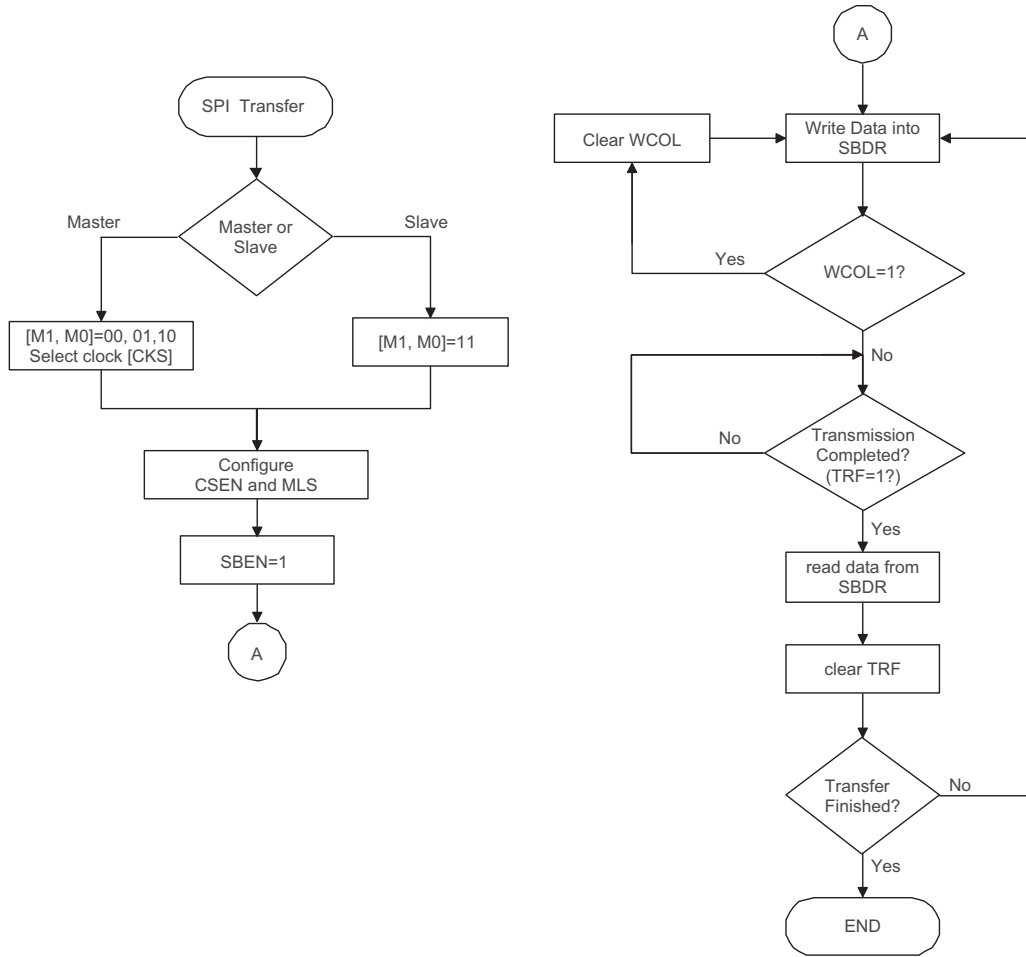 SPI Transfer
Master or
Slave
Master
Slave
[M1, M0]=00, 01,10
Select clock [CKS]
[M1, M0]=11
Configure
CSEN and MLS
SBEN=1
A
A
Write Data into
SBDR
Clear WCOL
WCOL=1?
Yes
No
Transmission
Completed?
(TRF=1?)
No
Yes
read data from
SBDR
clear TRF
Transfer
Finished?
No
Yes
END